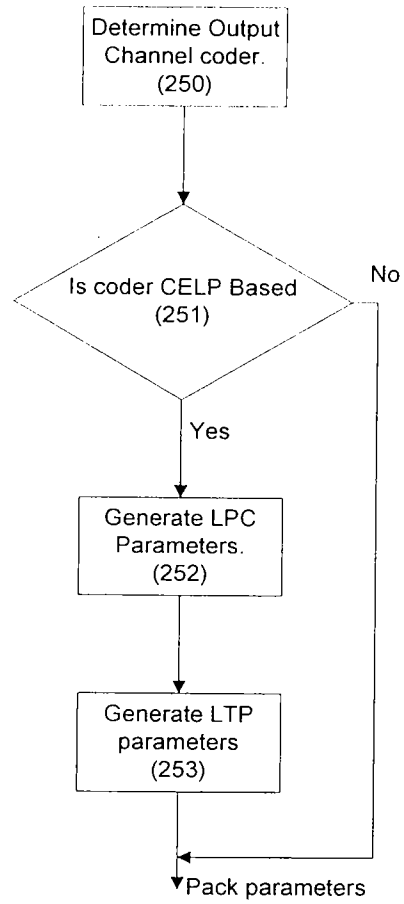 Determine Output
Channel coder.
(250)
Is coder CELP Based
(251)
No
Yes
Generate LPC
Parameters.
(252)
Generate LTP
parameters
(253)
Pack parameters